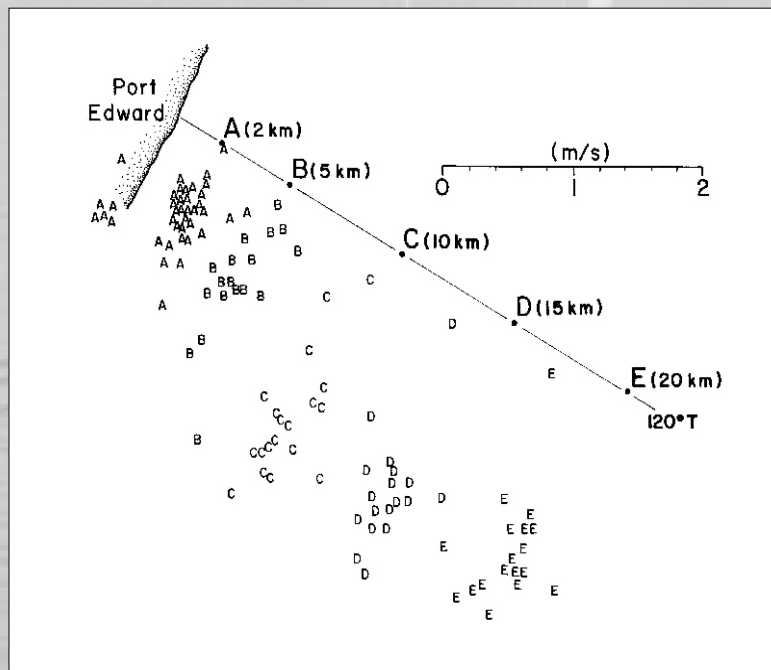 Port
Edward
A (2 km)
B (5 km)
C (10 km)
D (15 km)
E (20 km)
120°T
(m/s)
0 1 2